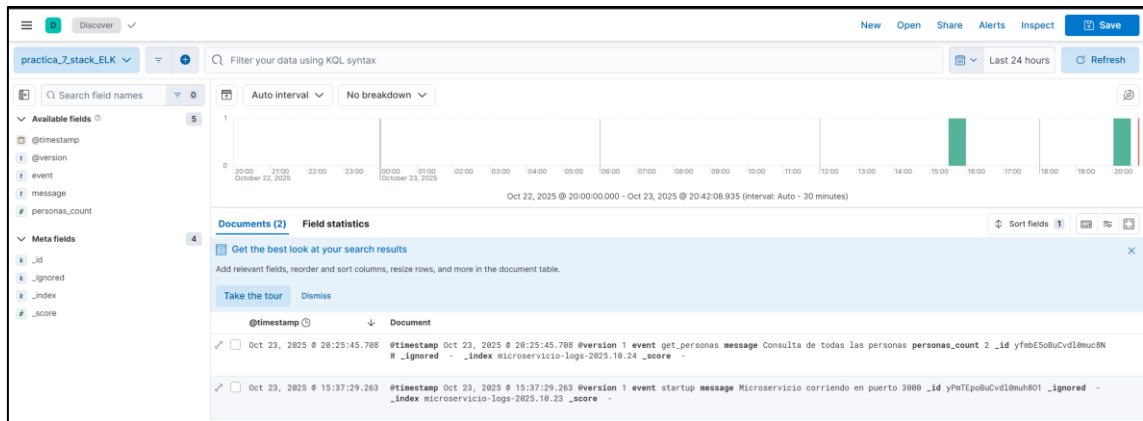 D Discover New Open Share Alerts Inspect Save
practica_7_stack_ELK Filter your data using KQL syntax Last 24 hours Refresh
Search field names 0 Auto interval No breakdown
Available fields 5
@timestamp
t @version
t event
t message
# personas_count
Meta fields 4
k _id
k _ignored
k _index
# _score
1
0
20:00 21:00 22:00 23:00 00:00 01:00 02:00 03:00 04:00 05:00 06:00 07:00 08:00 09:00 10:00 11:00 12:00 13:00 14:00 15:00 16:00 17:00 18:00 19:00 20:00
October 22, 2025 October 23, 2025
Oct 22, 2025 @ 20:00:00.000 - Oct 23, 2025 @ 20:42:08.935 (interval: Auto - 30 minutes)
Documents (2) Field statistics Sort fields 1
Get the best look at your search results
Add relevant fields, reorder and sort columns, resize rows, and more in the document table.
Take the tour Dismiss
@timestamp Document
Oct 23, 2025 @ 20:25:45.708 @timestamp Oct 23, 2025 @ 20:25:45.708 @version 1 event get_personas message Consulta de todas las personas personas_count 2 _id yfmbE5oBuCvdl0muc8N
W _ignored - _index microservicio-logs-2025.10.24 _score -
Oct 23, 2025 @ 15:37:29.263 @timestamp Oct 23, 2025 @ 15:37:29.263 @version 1 event startup message Microservicio corriendo en puerto 3000 _id yPmTEpoBuCvdl0muh8O1 _ignored -
_index microservicio-logs-2025.10.23 _score -